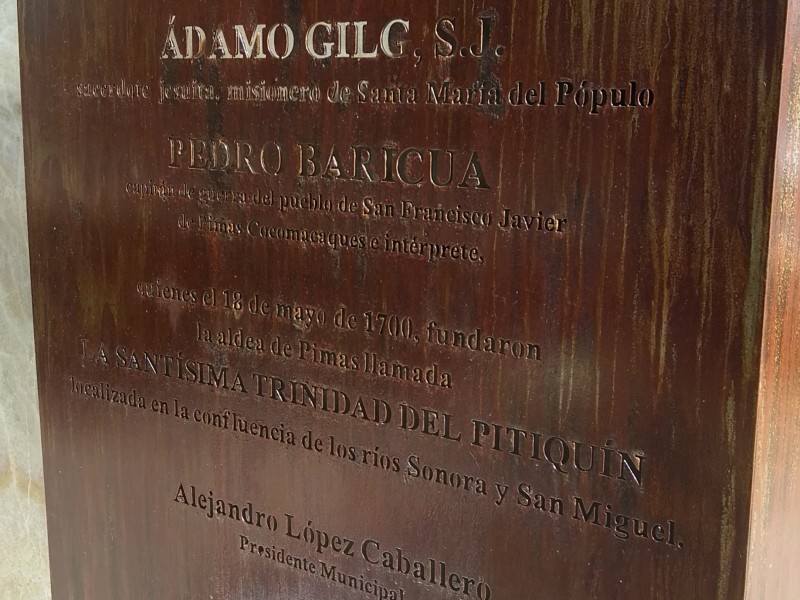 ÁDAMO GILG, S.J.
sacerdote jesuita, misionero de Santa María del Pópulo
PEDRO BARICUA
capitán de guerra del pueblo de San Francisco Javier
de Pimas Cocomacaques e intérprete,
quienes el 18 de mayo de 1700, fundaron
la aldea de Pimas llamada
LA SANTÍSIMA TRINIDAD DEL PITIQUÍN
localizada en la confluencia de los ríos Sonora y San Miguel.
Alejandro López Caballero
Presidente Municipal